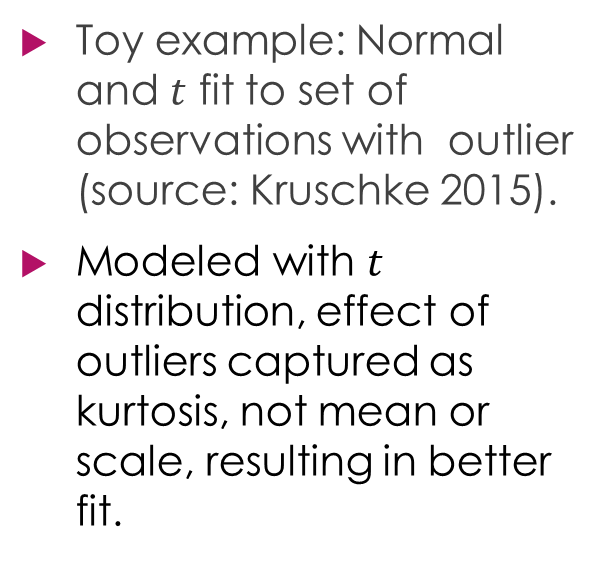 Toy example: Normal
and t fit to set of
observations with  outlier
(source: Kruschke 2015).
Modeled with t
distribution, effect of
outliers captured as
kurtosis, not mean or
scale, resulting in better
fit.